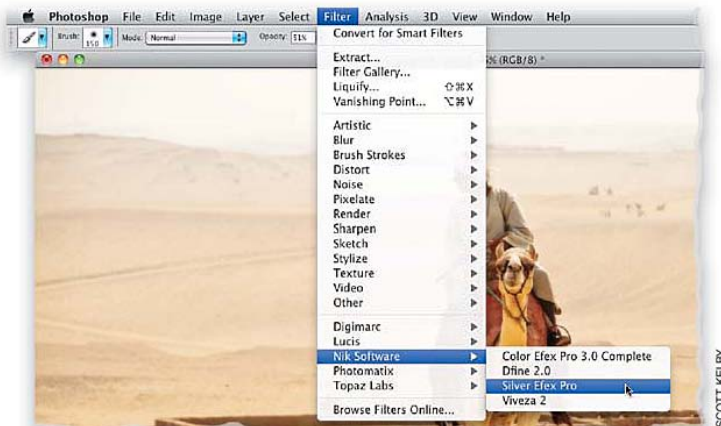 Photoshop File Edit Image Layer Select Filter Analysis 3D View Window Help
Brush: 150 Mode: Normal Opacity: 51%
Convert for Smart Filters
% (RGB/8) *
Extract...
Filter Gallery...
Liquify... ⇧⌘X
Vanishing Point... ⌥⌘V
Artistic
Blur
Brush Strokes
Distort
Noise
Pixelate
Render
Sharpen
Sketch
Stylize
Texture
Video
Other
Digimarc
Lucis
Nik Software
Photomatix
Topaz Labs
Browse Filters Online...
Color Efex Pro 3.0 Complete
Dfine 2.0
Silver Efex Pro
Viveza 2
SCOTT KELBY